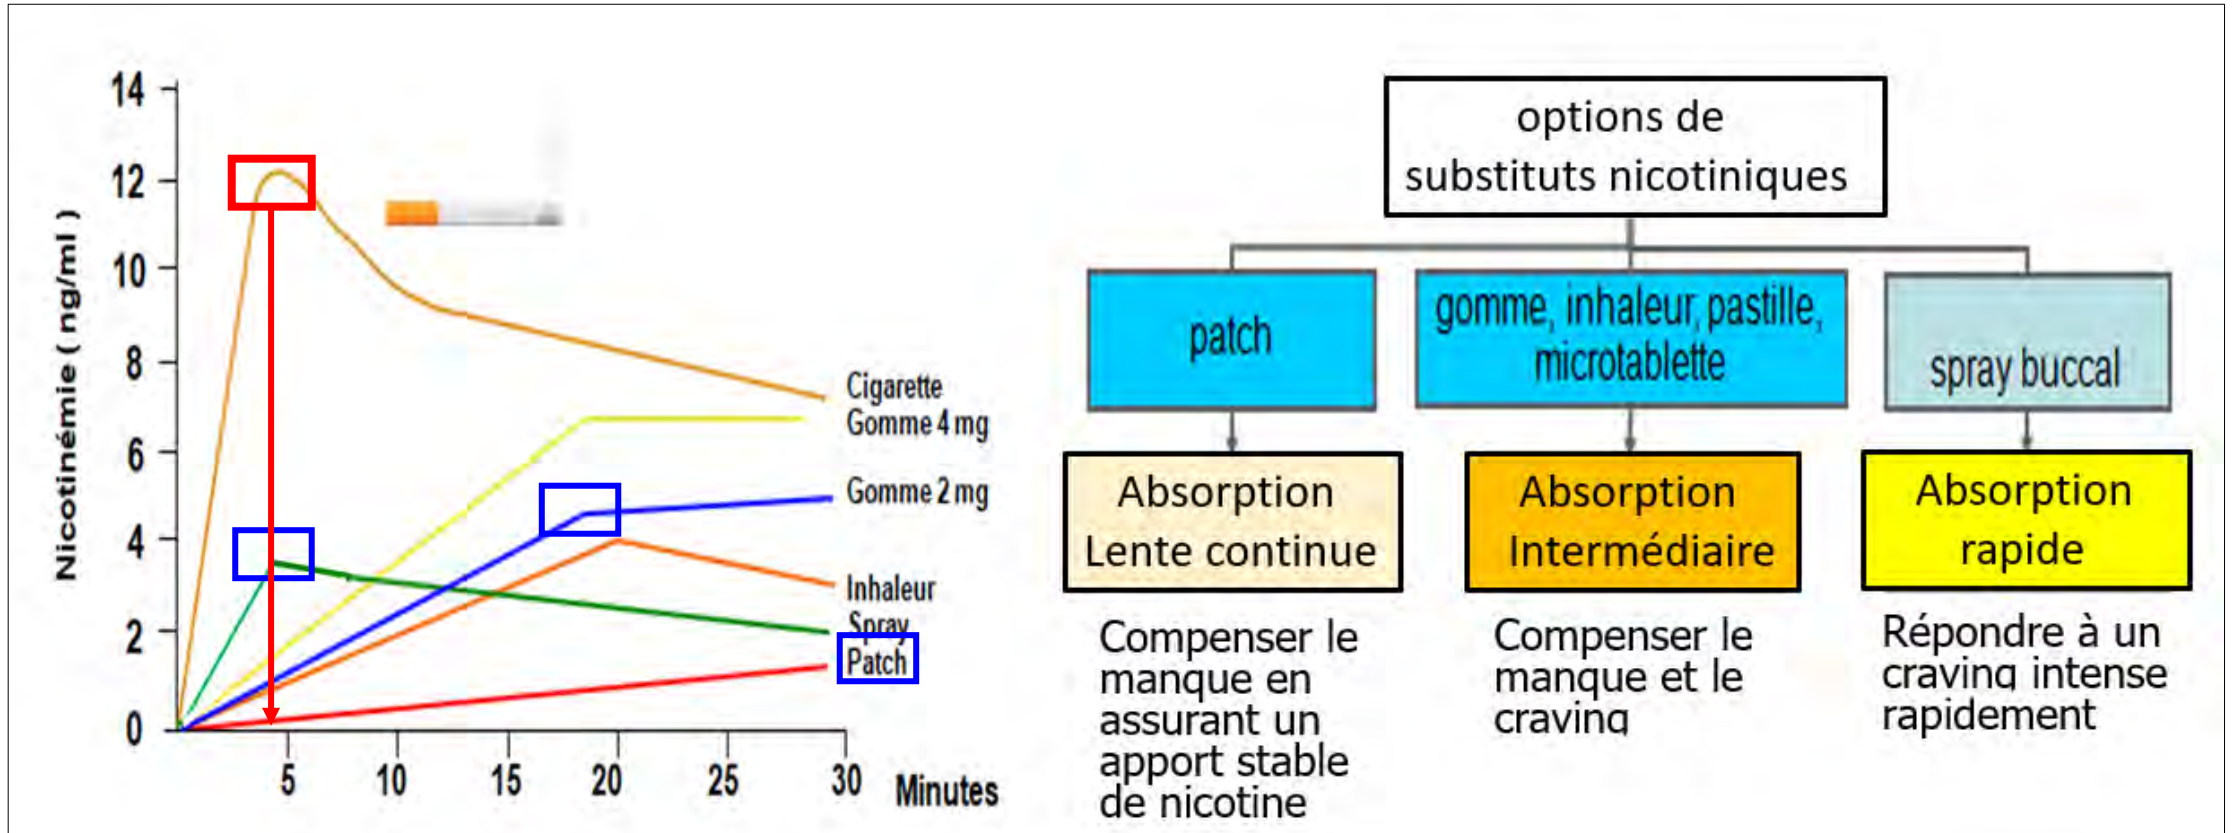 14
12
10
8
6
4
2
0
Nicotinémie ( ng/ml )
5
10
15
20
25
30
Minutes
Cigarette
Gomme 4 mg
Gomme 2 mg
Inhaleur
Spray
Patch
options de
substituts nicotiniques
patch
gomme, inhaleur, pastille,
microtablette
spray buccal
Absorption
Lente continue
Absorption
Intermédiaire
Absorption
rapide
Compenser le
manque en
assurant un
apport stable
de nicotine
Compenser le
manque et le
craving
Répondre à un
craving intense
rapidement